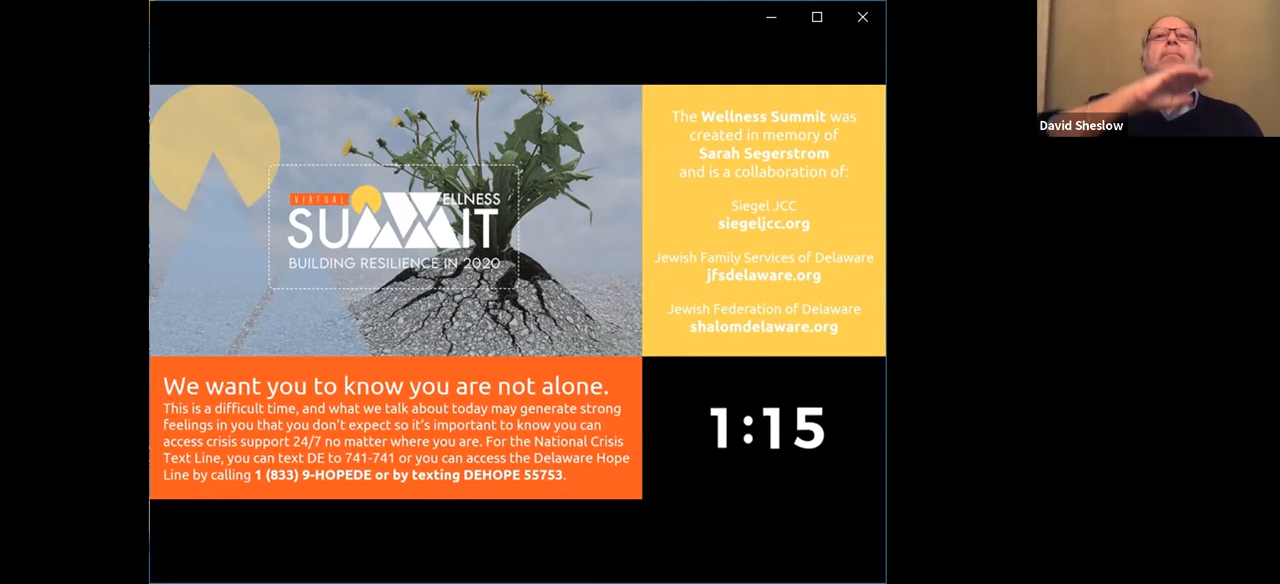 VIRTUAL
WELLNESS
SUMMIT
BUILDING RESILIENCE IN 2020
The Wellness Summit was
created in memory of
Sarah Segerstrom
and is a collaboration of:
Siegel JCC
siegeljcc.org
Jewish Family Services of Delaware
jfsdelaware.org
Jewish Federation of Delaware
shalomdelaware.org
We want you to know you are not alone.
This is a difficult time, and what we talk about today may generate strong
feelings in you that you don't expect so it's important to know you can
access crisis support 24/7 no matter where you are. For the National Crisis
Text Line, you can text DE to 741-741 or you can access the Delaware Hope
Line by calling 1 (833) 9-HOPEDE or by texting DEHOPE 55753.
1:15
David Sheslow